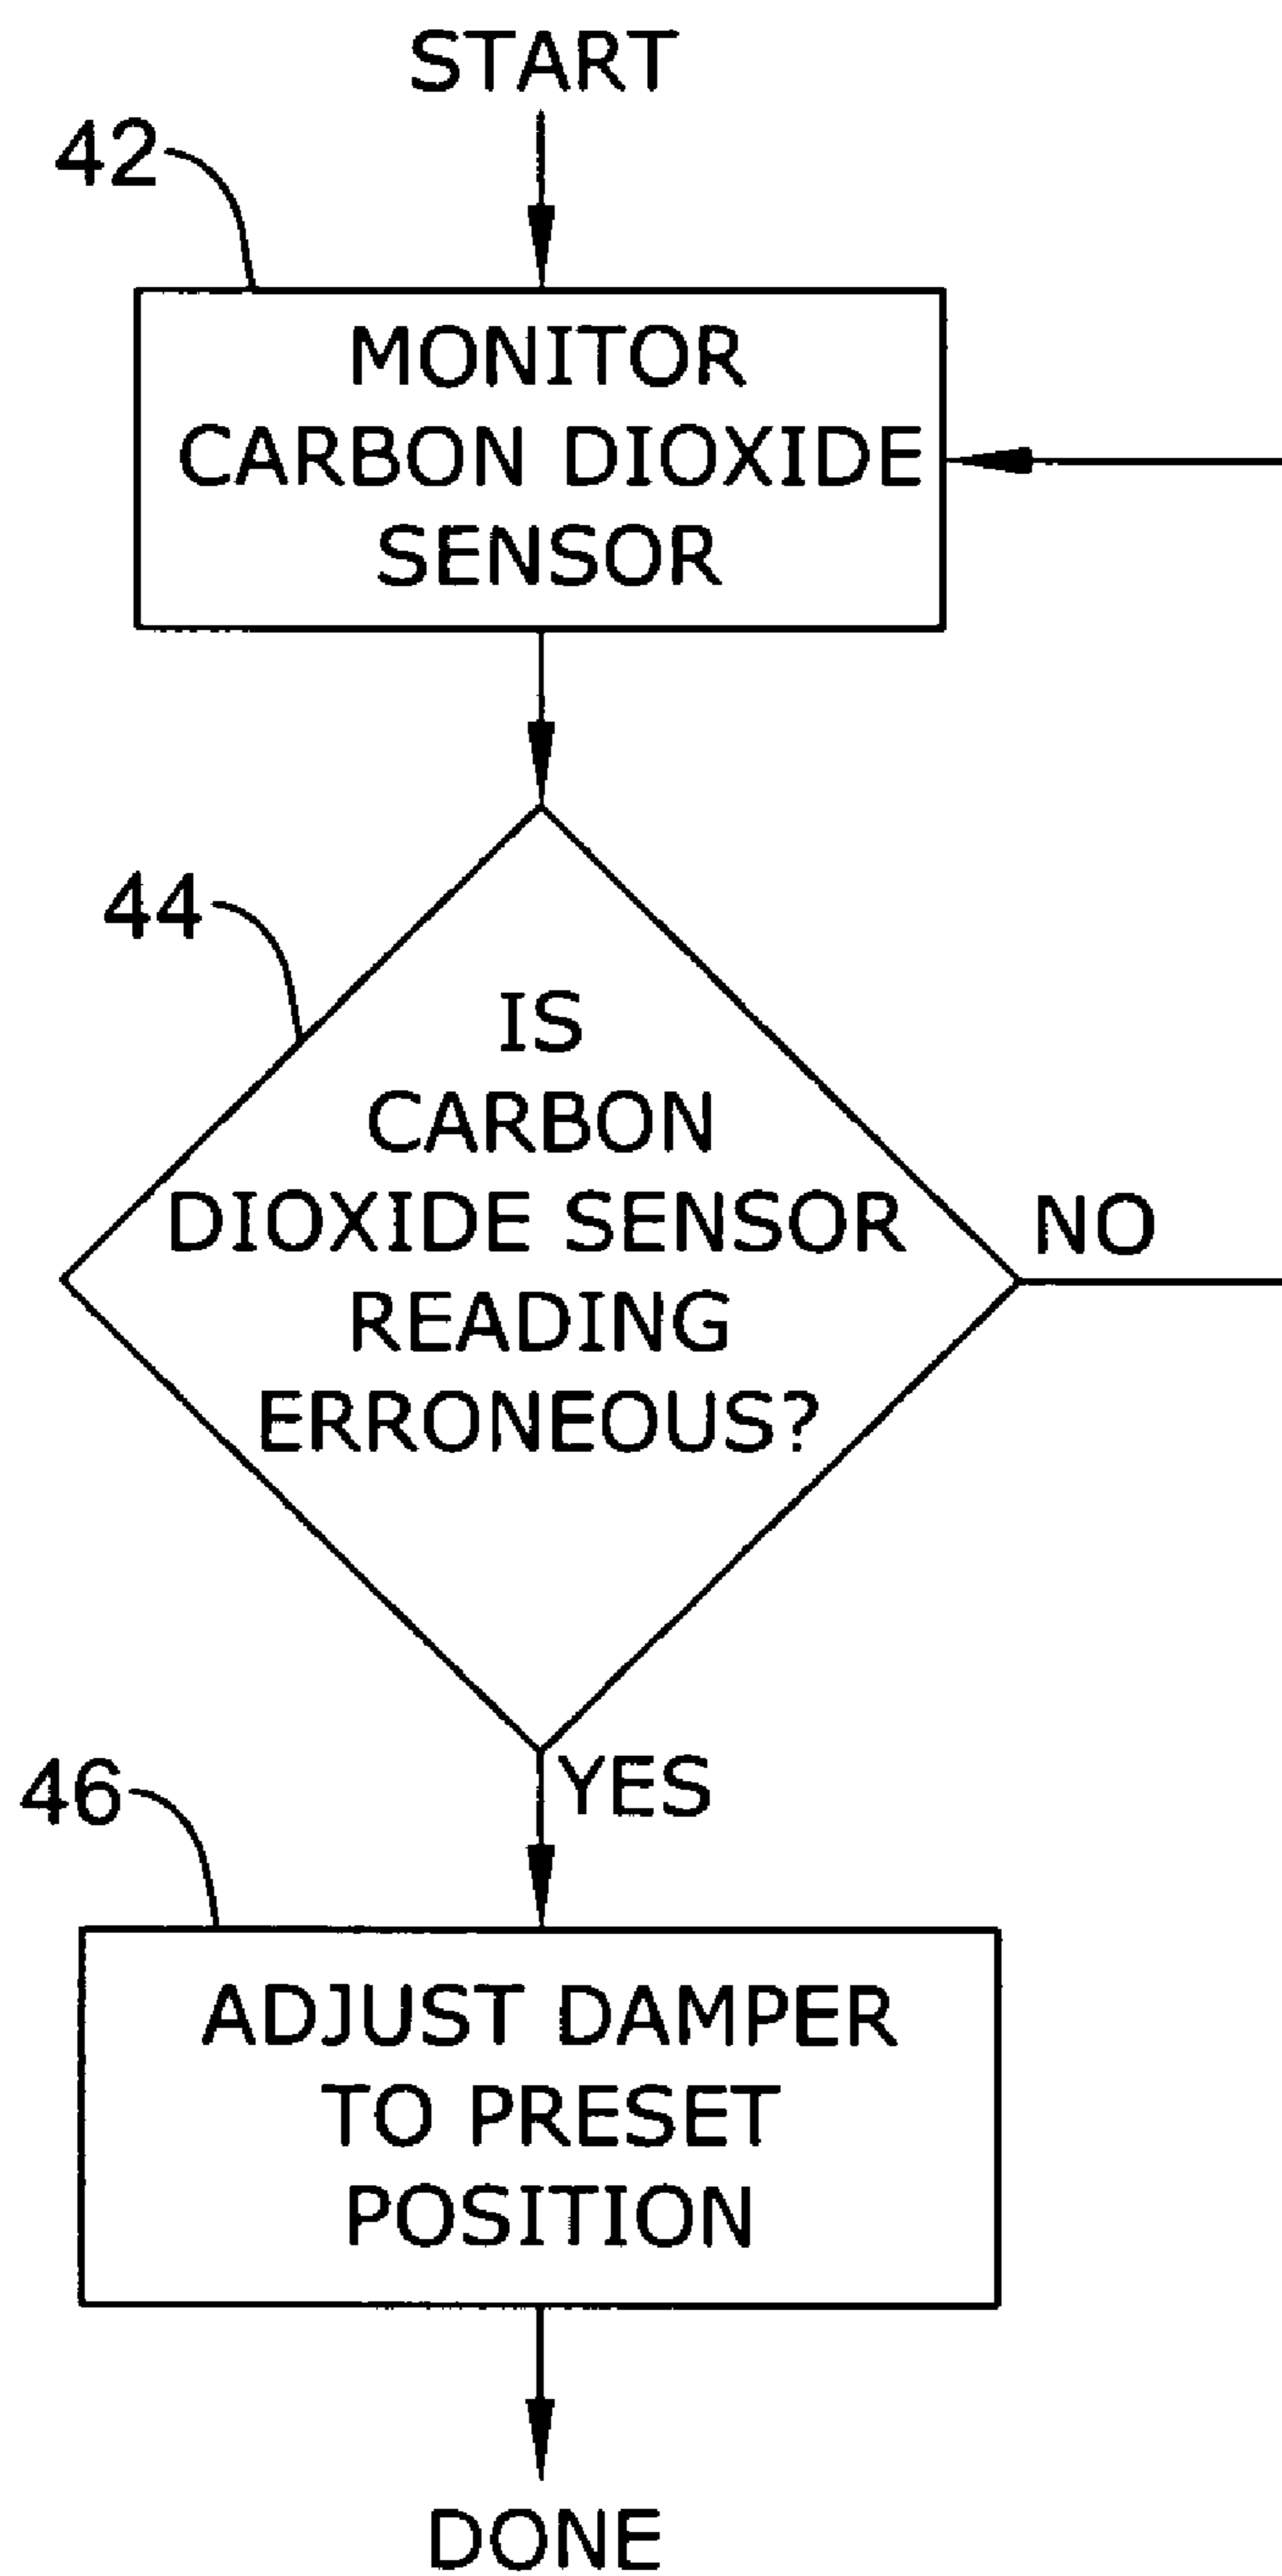 START
42
MONITOR
CARBON DIOXIDE
SENSOR
44
IS
CARBON
DIOXIDE SENSOR
READING
ERRONEOUS?
NO
YES
46
ADJUST DAMPER
TO PRESET
POSITION
DONE